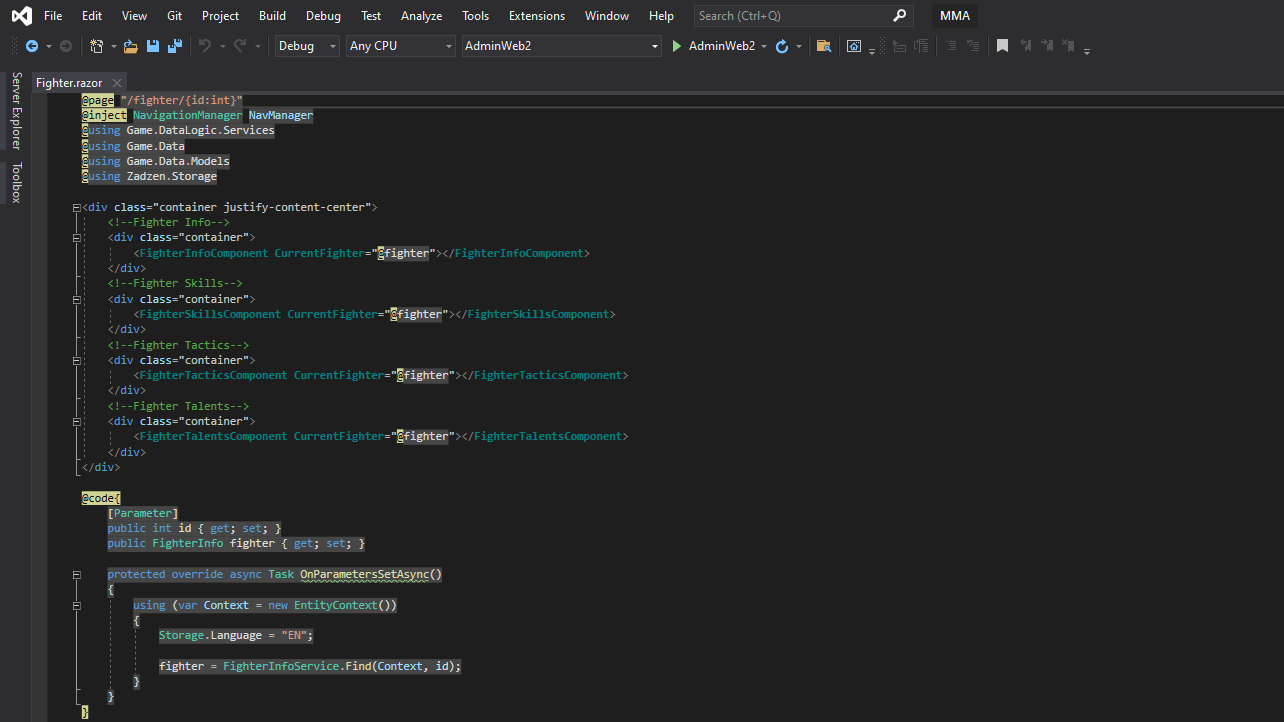 File Edit View Git Project Build Debug Test Analyze Tools Extensions Window Help Search (Ctrl+Q) MMA
Debug Any CPU AdminWeb2 AdminWeb2
Server Explorer
Toolbox
Fighter.razor
@page "/fighter/{id:int}"
@inject NavigationManager NavManager
@using Game.DataLogic.Services
@using Game.Data
@using Game.Data.Models
@using Zadzen.Storage
<div class="container justify-content-center">
<!--Fighter Info-->
<div class="container">
<FighterInfoComponent CurrentFighter="@fighter"></FighterInfoComponent>
</div>
<!--Fighter Skills-->
<div class="container">
<FighterSkillsComponent CurrentFighter="@fighter"></FighterSkillsComponent>
</div>
<!--Fighter Tactics-->
<div class="container">
<FighterTacticsComponent CurrentFighter="@fighter"></FighterTacticsComponent>
</div>
<!--Fighter Talents-->
<div class="container">
<FighterTalentsComponent CurrentFighter="@fighter"></FighterTalentsComponent>
</div>
</div>
@code{
[Parameter]
public int id { get; set; }
public FighterInfo fighter { get; set; }
protected override async Task OnParametersSetAsync()
{
using (var Context = new EntityContext())
{
Storage.Language = "EN";
fighter = FighterInfoService.Find(Context, id);
}
}
}